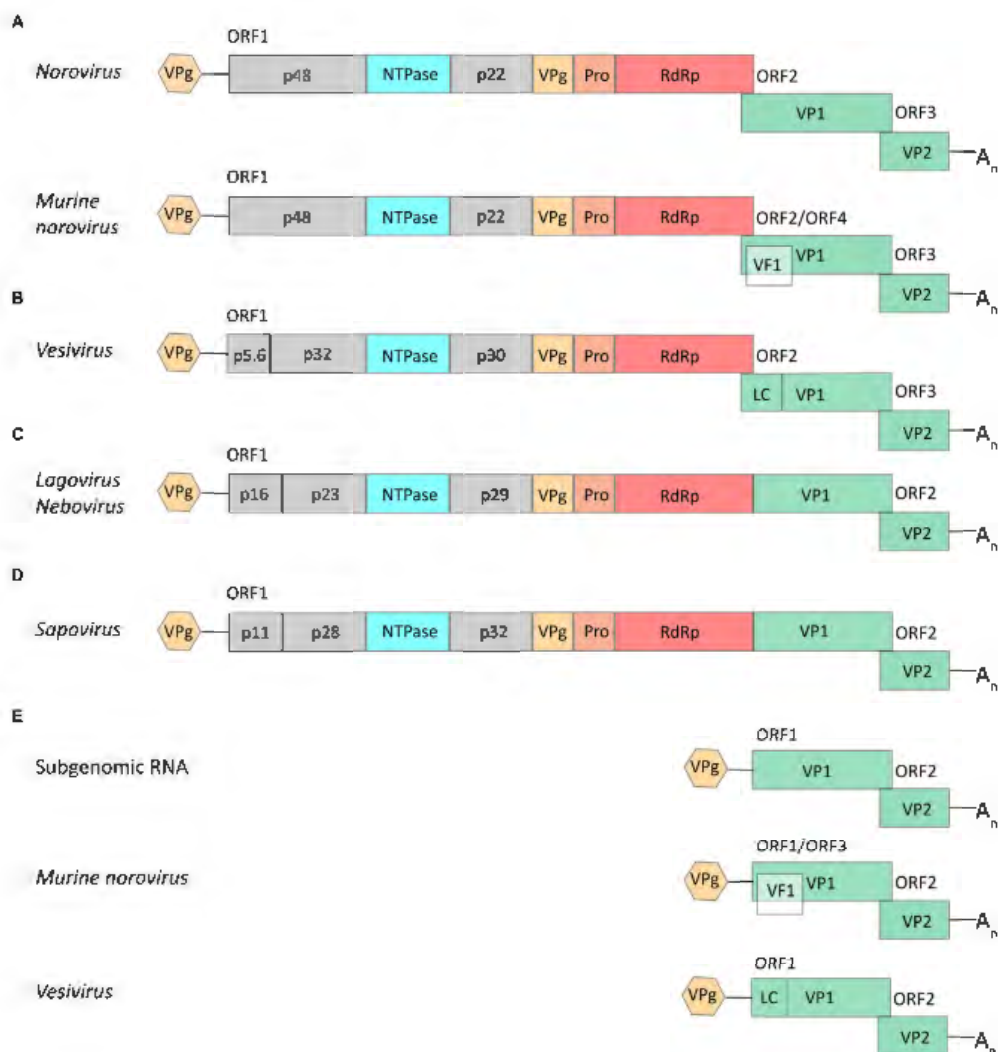 A
ORF1
Norovirus VPg p48 NTPase p22 VPg Pro RdRp ORF2
VP1 ORF3
VP2 An
ORF1
Murine
norovirus VPg p48 NTPase p22 VPg Pro RdRp ORF2/ORF4
VF1 VP1 ORF3
VP2 An
B
ORF1
Vesivirus VPg p5.6 p32 NTPase p30 VPg Pro RdRp ORF2
LC VP1 ORF3
VP2 An
C
ORF1
Lagovirus
Nebovirus VPg p16 p23 NTPase p29 VPg Pro RdRp VP1 ORF2
VP2 An
D
ORF1
Sapovirus VPg p11 p28 NTPase p32 VPg Pro RdRp VP1 ORF2
VP2 An
E
ORF1
Subgenomic RNA VPg VP1 ORF2
VP2 An
ORF1/ORF3
Murine norovirus VPg VF1 VP1 ORF2
VP2 An
ORF1
Vesivirus VPg LC VP1 ORF2
VP2 An